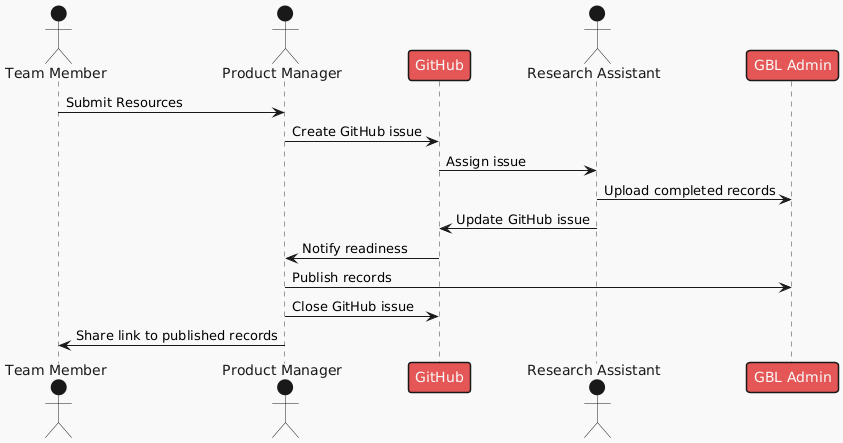 Team Member
Product Manager
GitHub
Research Assistant
GBL Admin
Submit Resources
Create GitHub issue
Assign issue
Upload completed records
Update GitHub issue
Notify readiness
Publish records
Close GitHub issue
Share link to published records
Team Member
Product Manager
GitHub
Research Assistant
GBL Admin